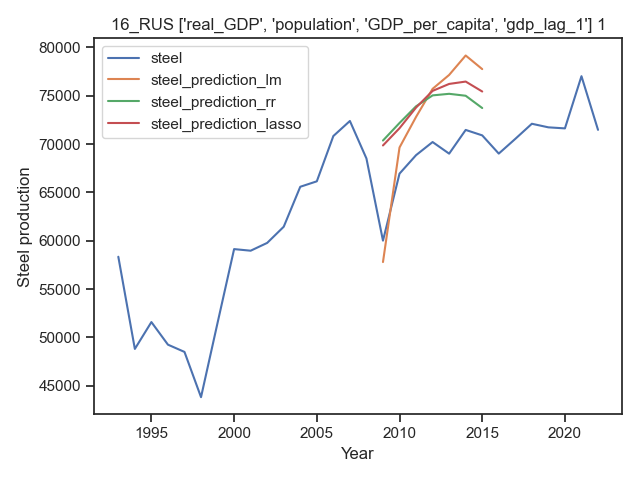 16_RUS ['real_GDP', 'population', 'GDP_per_capita', 'gdp_lag_1'] 1
80000
75000
70000
65000
60000
55000
50000
45000
Steel production
steel
steel_prediction_lm
steel_prediction_rr
steel_prediction_lasso
1995
2000
2005
2010
2015
2020
Year